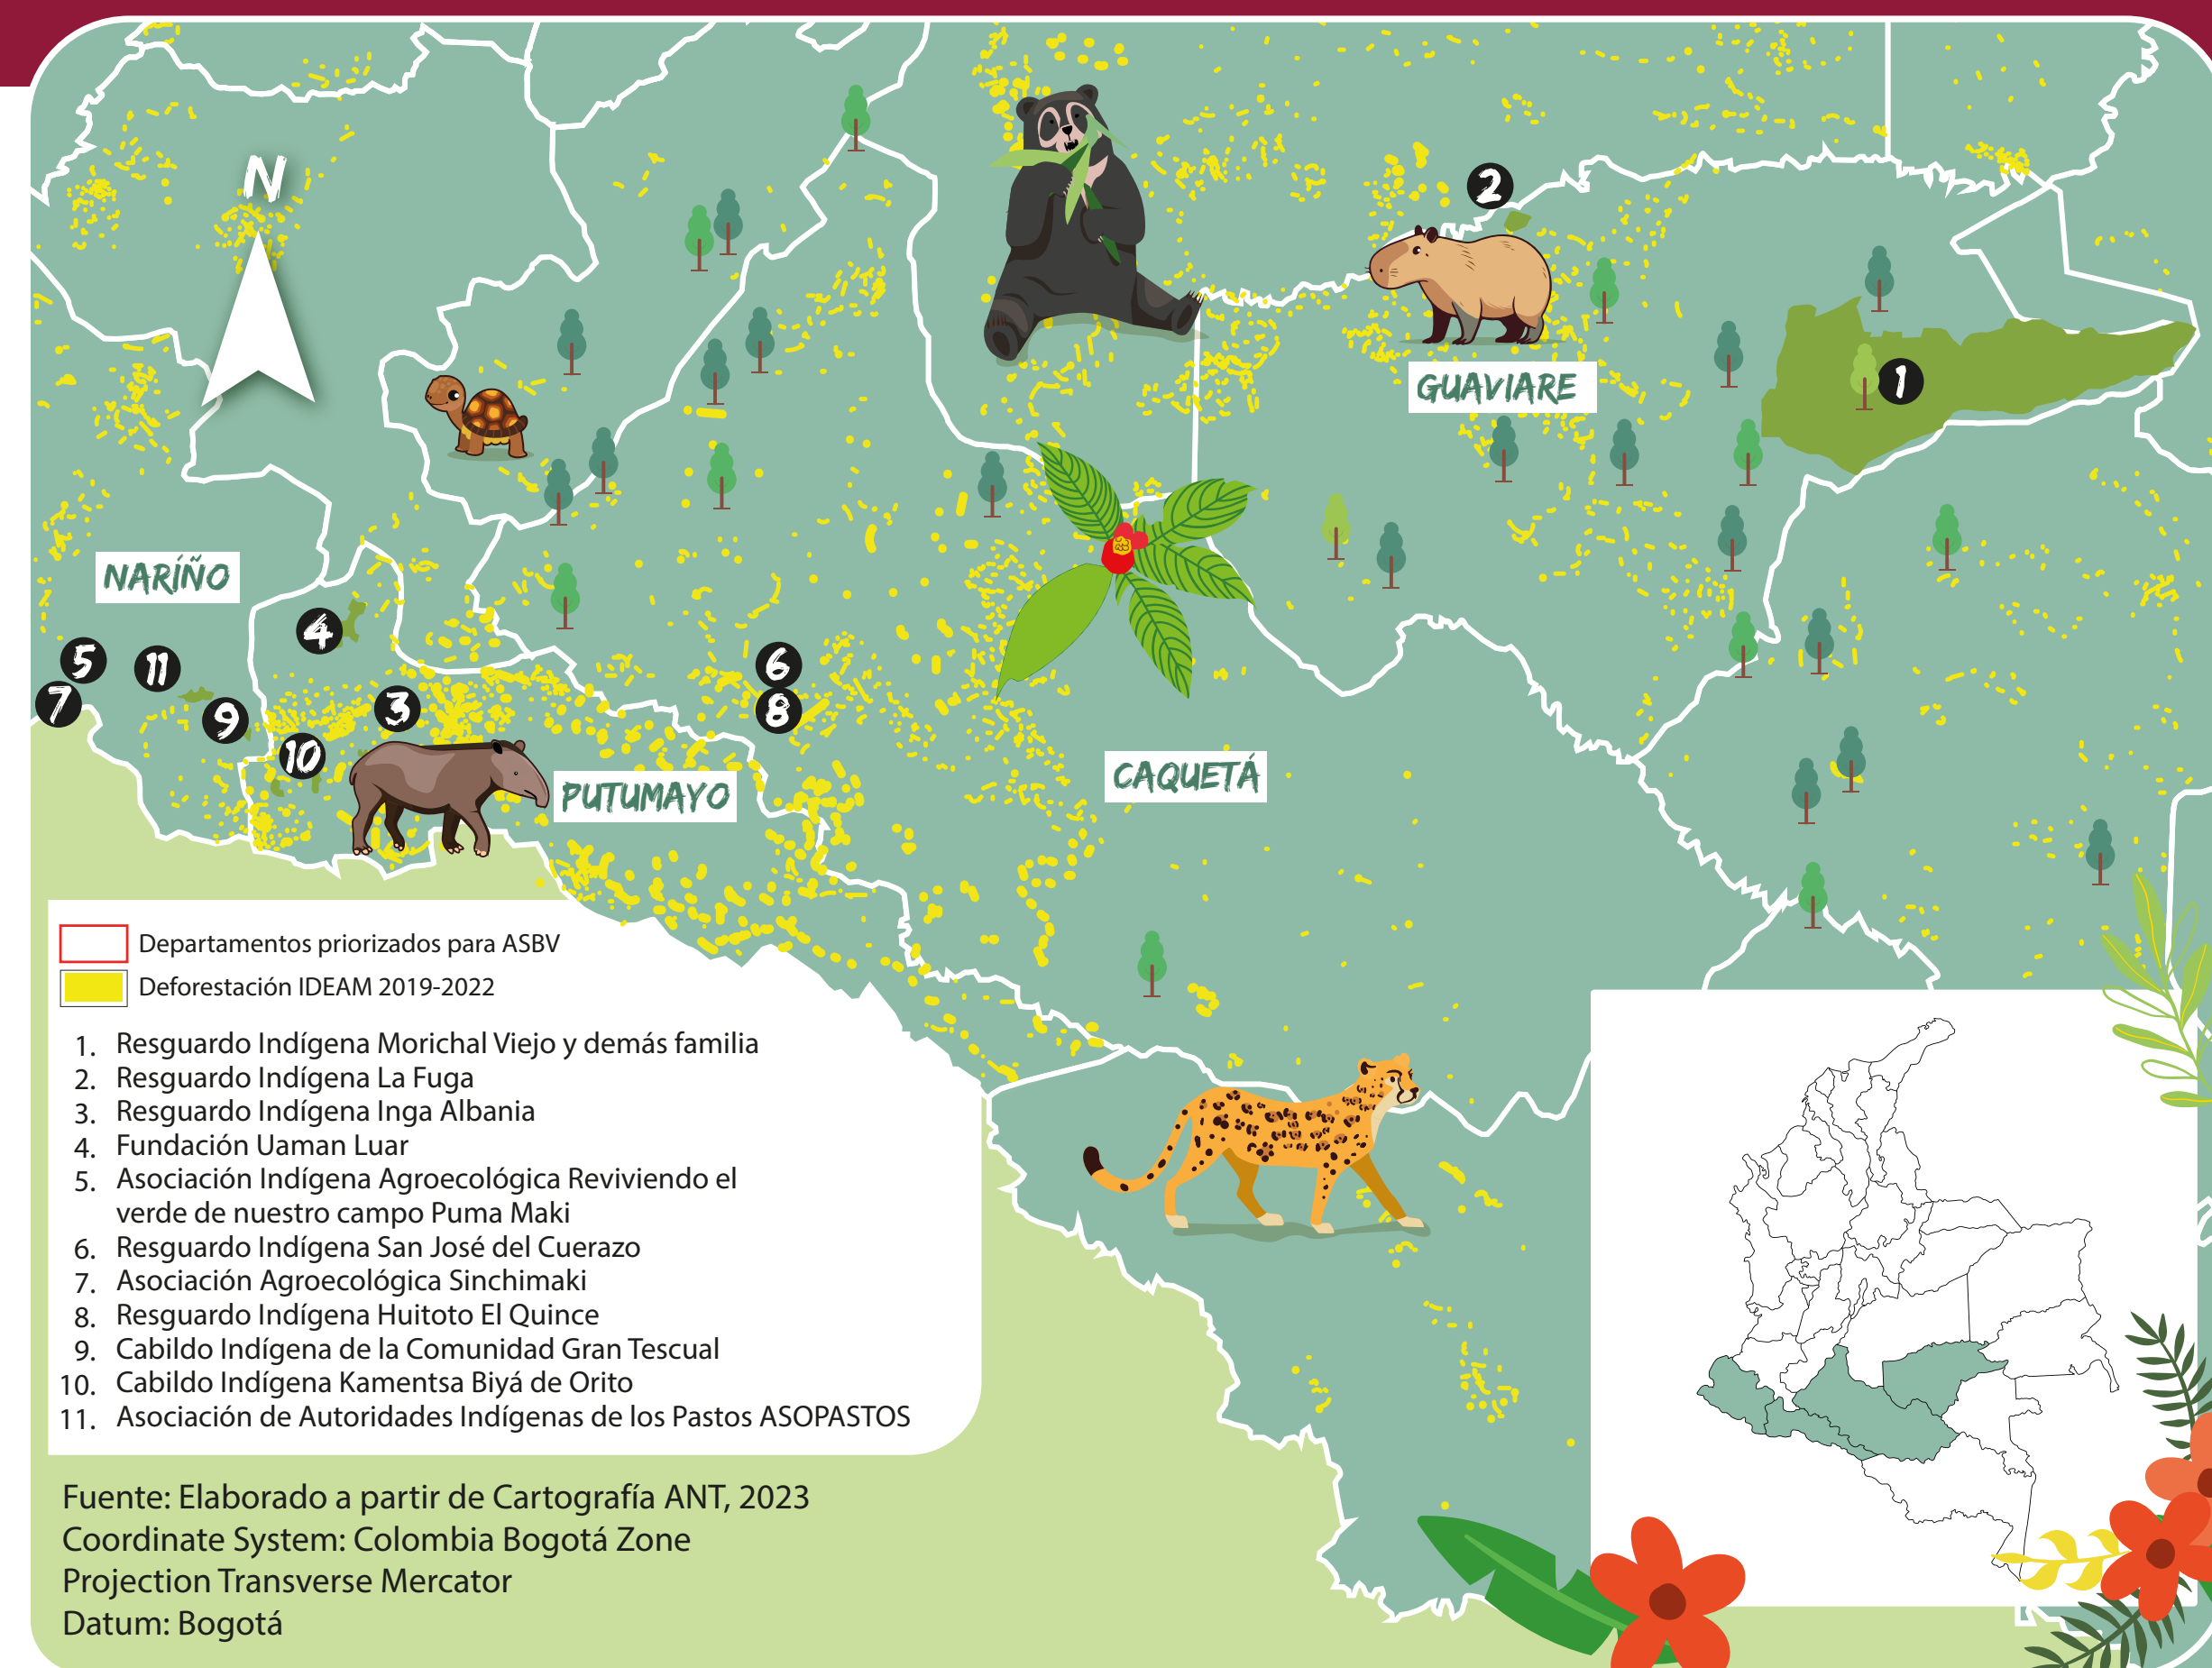 N
2
GUAVIARE
1
NARIÑO
4
5
11
7
9
3
10
6
8
PUTUMAYO
CAQUETÁ
Departamentos priorizados para ASBV
Deforestación IDEAM 2019-2022
1. Resguardo Indígena Morichal Viejo y demás familia
2. Resguardo Indígena La Fuga
3. Resguardo Indígena Inga Albania
4. Fundación Uaman Luar
5. Asociación Indígena Agroecológica Reviviendo el
verde de nuestro campo Puma Maki
6. Resguardo Indígena San José del Cuerazo
7. Asociación Agroecológica Sinchimaki
8. Resguardo Indígena Huitoto El Quince
9. Cabildo Indígena de la Comunidad Gran Tescual
10. Cabildo Indígena Kamentsa Biyá de Orito
11. Asociación de Autoridades Indígenas de los Pastos ASOPASTOS
Fuente: Elaborado a partir de Cartografía ANT, 2023
Coordinate System: Colombia Bogotá Zone
Projection Transverse Mercator
Datum: Bogotá